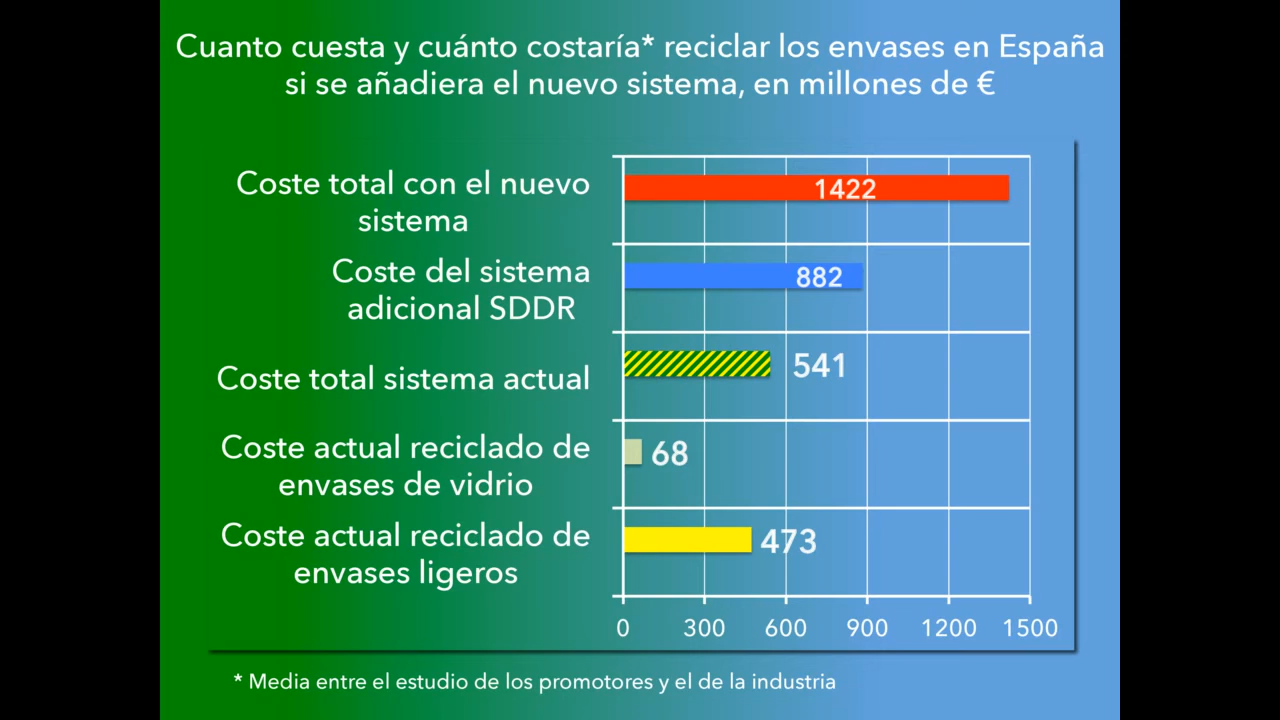 Cuanto cuesta y cuánto costaría* reciclar los envases en España
si se añadiera el nuevo sistema, en millones de €
Coste total con el nuevo
sistema
1422
Coste del sistema
adicional SDDR
882
Coste total sistema actual
541
Coste actual reciclado de
envases de vidrio
68
Coste actual reciclado de
envases ligeros
473
0 300 600 900 1200 1500
* Media entre el estudio de los promotores y el de la industria